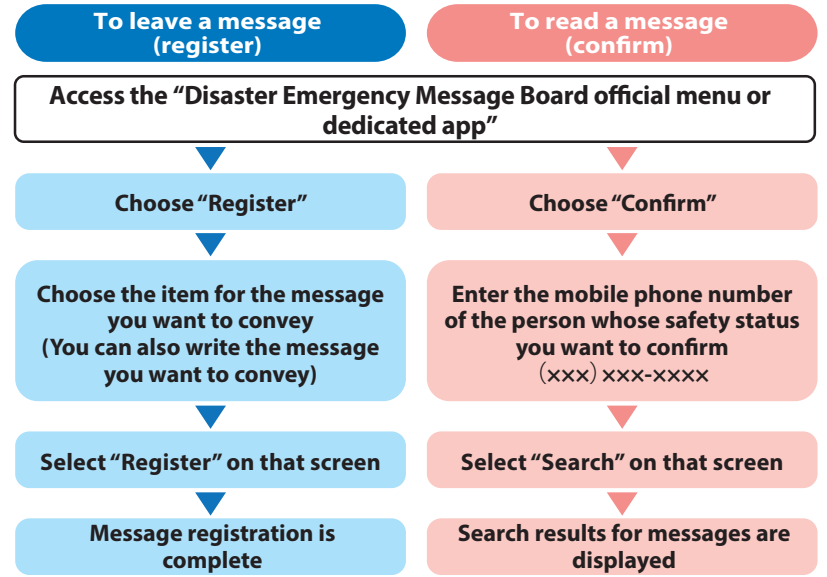 To leave a message
(register)
To read a message
(confirm)
Access the “Disaster Emergency Message Board official menu or
dedicated app”
Choose “Register”
Choose the item for the message
you want to convey
(You can also write the message
you want to convey)
Select “Register” on that screen
Message registration is
complete
Choose “Confirm”
Enter the mobile phone number
of the person whose safety status
you want to confirm
（×××）×××-××××
Select “Search” on that screen
Search results for messages are
displayed